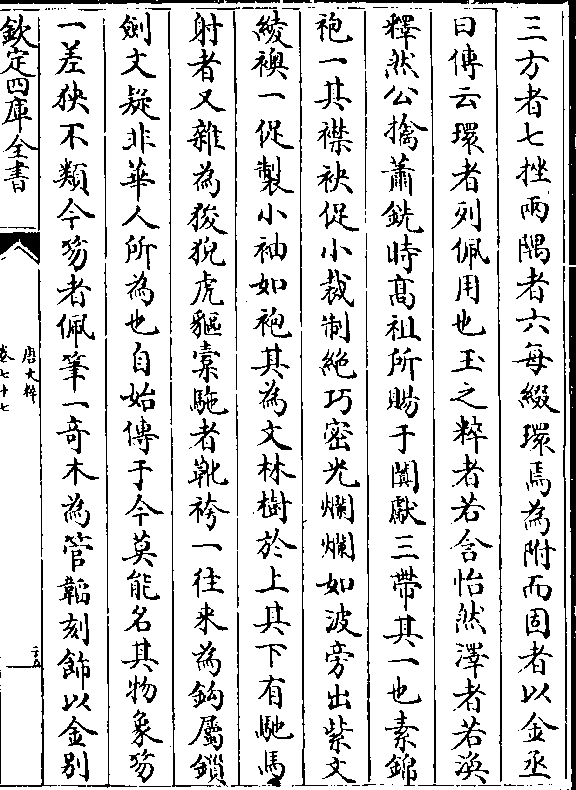 三方者七挫兩隅者六每綴環焉為附而固者以金丞
曰傳云環者列佩用也玉之粹者若含怡然澤者若渙
釋然公擒蕭銑時髙祖所賜于闐獻三帶其一也素錦
袍一其襟袂促小裁制絶巧密光爛爛如波旁出紫文
綾襖一促製小袖如袍其為文林樹於上其下有馳馬
射者又雜為狻猊虎驅橐駞者靴袴一往来為鈎屬鎖
劍文疑非華人所為也自始傳于今莫能名其物象笏
一差狹不類今笏者佩筆一竒木為管韜刻飾以金别
欽定四庫全書
唐文粹
卷七十七